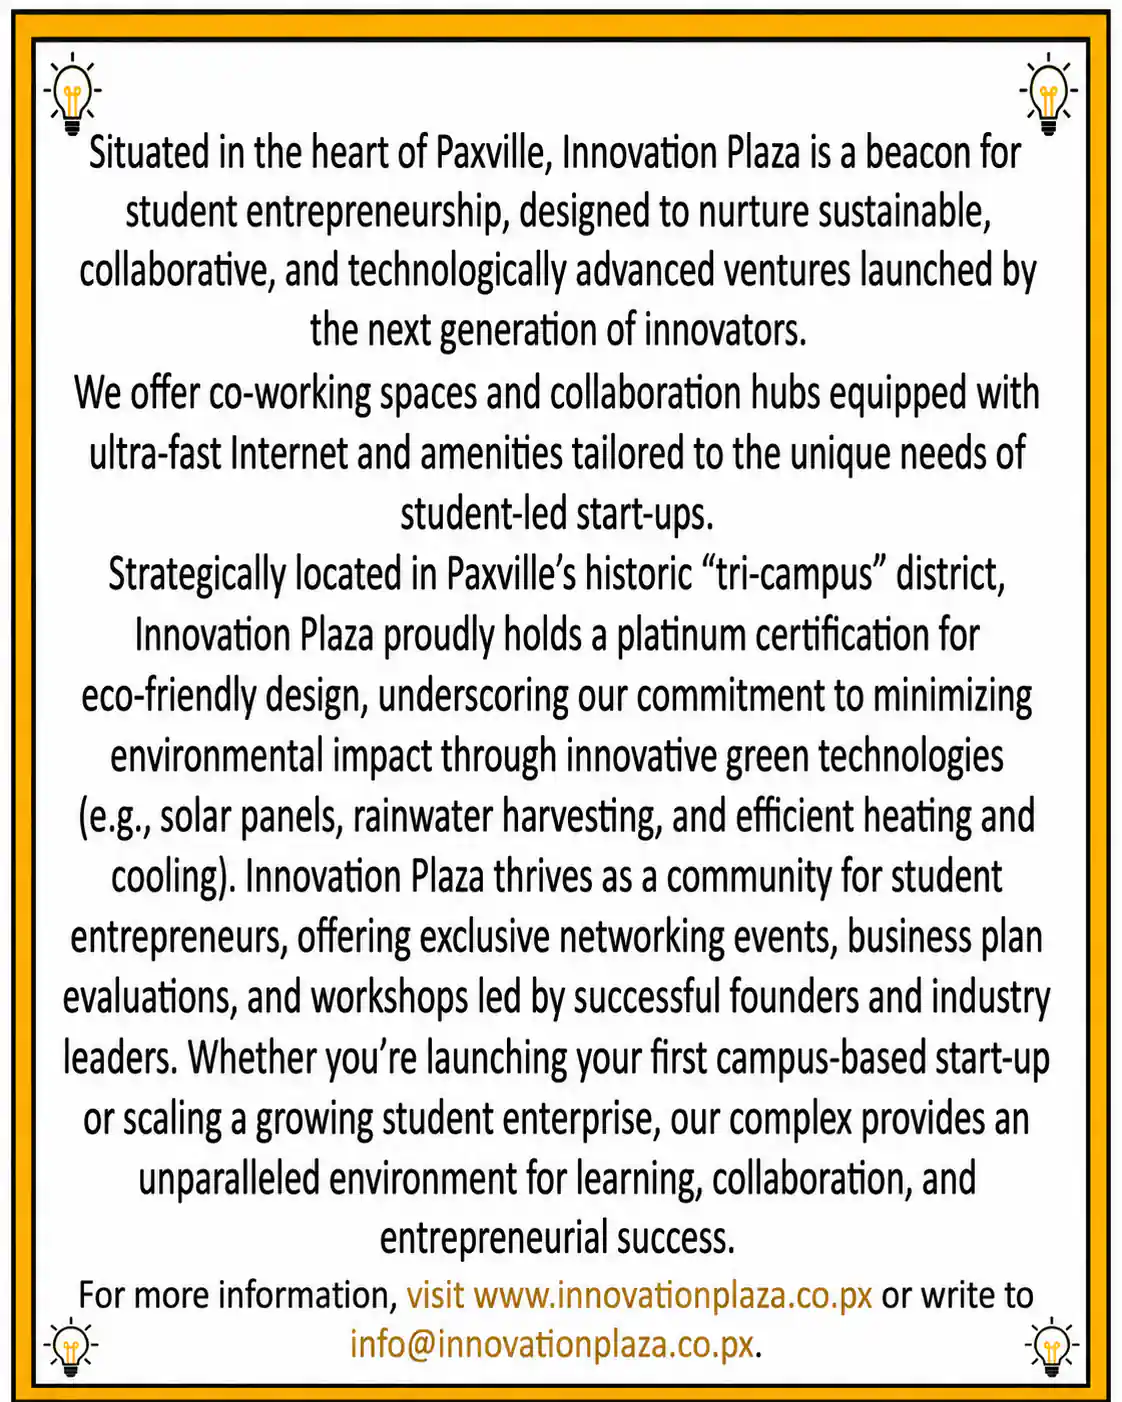 Situated in the heart of Paxville, Innovation Plaza is a beacon for
student entrepreneurship, designed to nurture sustainable,
collaborative, and technologically advanced ventures launched by
the next generation of innovators.
We offer co-working spaces and collaboration hubs equipped with
ultra-fast Internet and amenities tailored to the unique needs of
student-led start-ups.
Strategically located in Paxville’s historic “tri-campus” district,
Innovation Plaza proudly holds a platinum certification for
eco-friendly design, underscoring our commitment to minimizing
environmental impact through innovative green technologies
(e.g., solar panels, rainwater harvesting, and efficient heating and
cooling). Innovation Plaza thrives as a community for student
entrepreneurs, offering exclusive networking events, business plan
evaluations, and workshops led by successful founders and industry
leaders. Whether you’re launching your first campus-based start-up
or scaling a growing student enterprise, our complex provides an
unparalleled environment for learning, collaboration, and
entrepreneurial success.
For more information, visit www.innovationplaza.co.px or write to
info@innovationplaza.co.px.